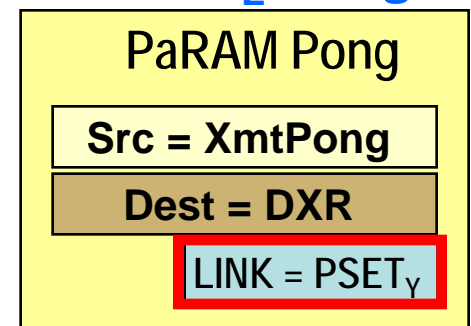 PaRAM Pong
Src = XmtPong
Dest = DXR
LINK = PSETY